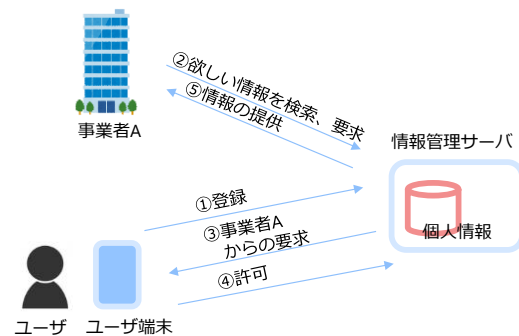 ②欲しい情報を検索、要求
⑤情報の提供
事業者A
情報管理サーバ
①登録
③事業者A
からの要求
個人情報
④許可
ユーザ
ユーザ端末